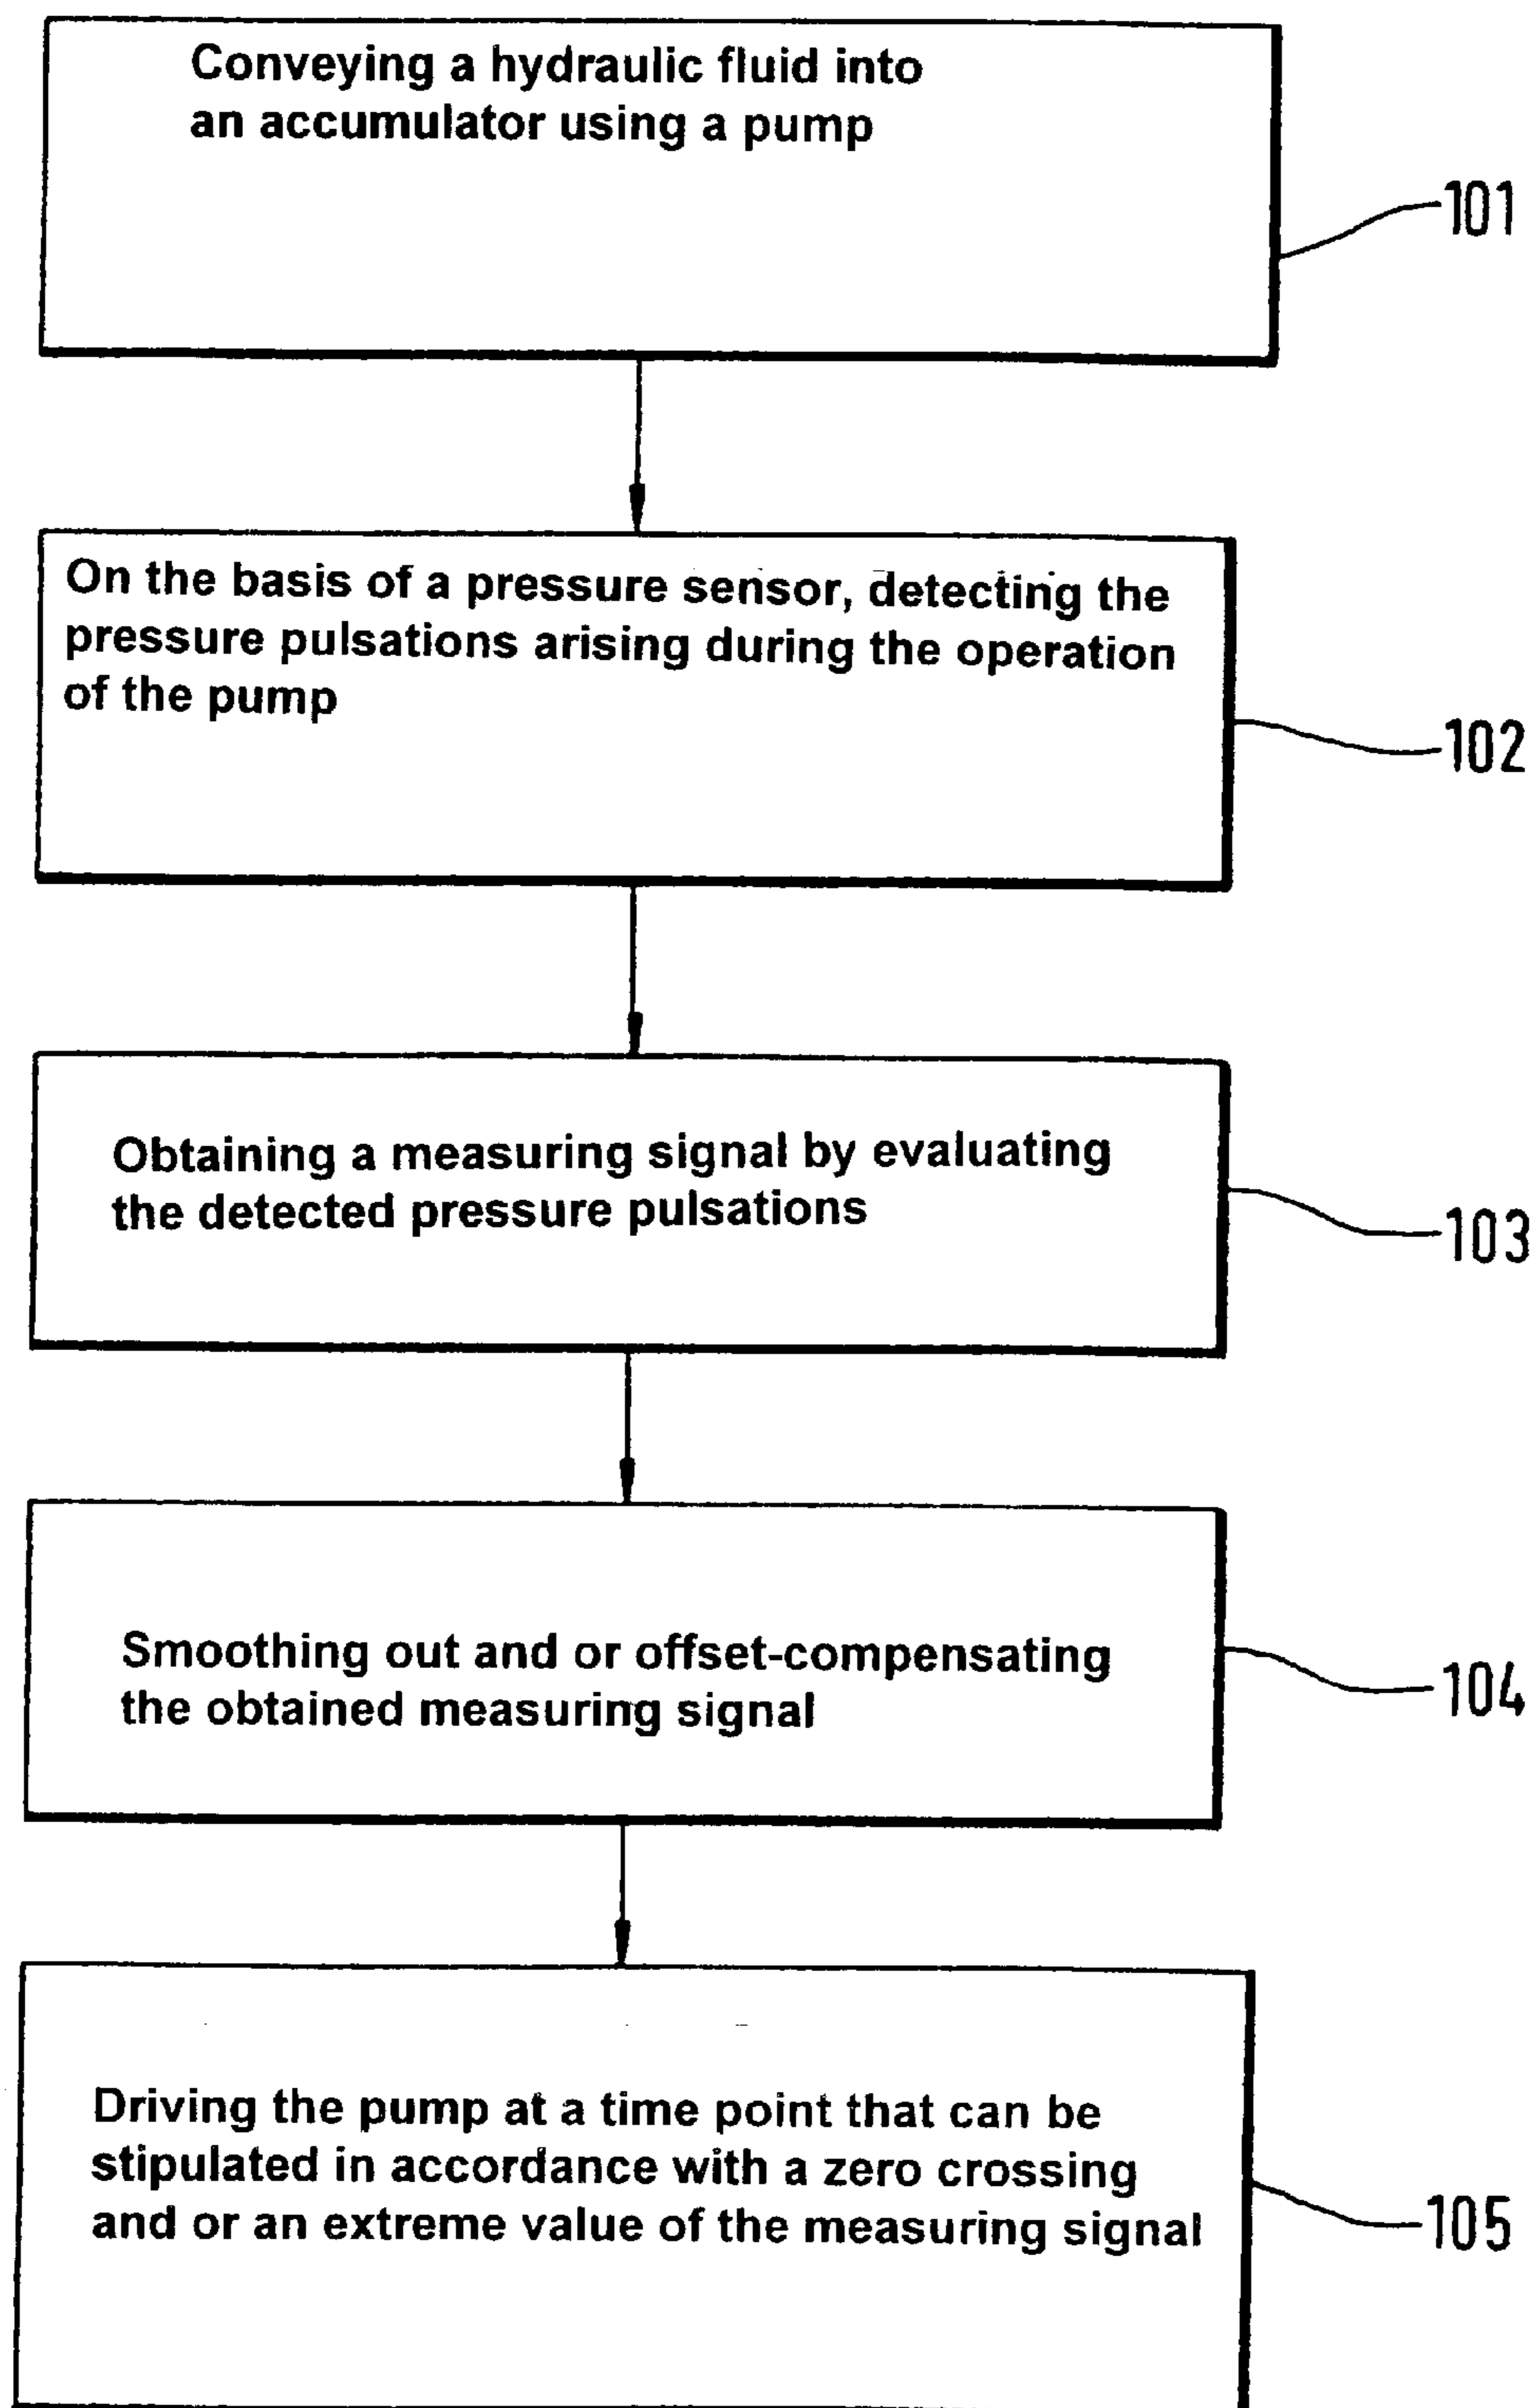 Conveying a hydraulic fluid into
an accumulator using a pump
101
On the basis of a pressure sensor, detecting the
pressure pulsations arising during the operation
of the pump
102
Obtaining a measuring signal by evaluating
the detected pressure pulsations
103
Smoothing out and or offset-compensating
the obtained measuring signal
104
Driving the pump at a time point that can be
stipulated in accordance with a zero crossing
and or an extreme value of the measuring signal
105